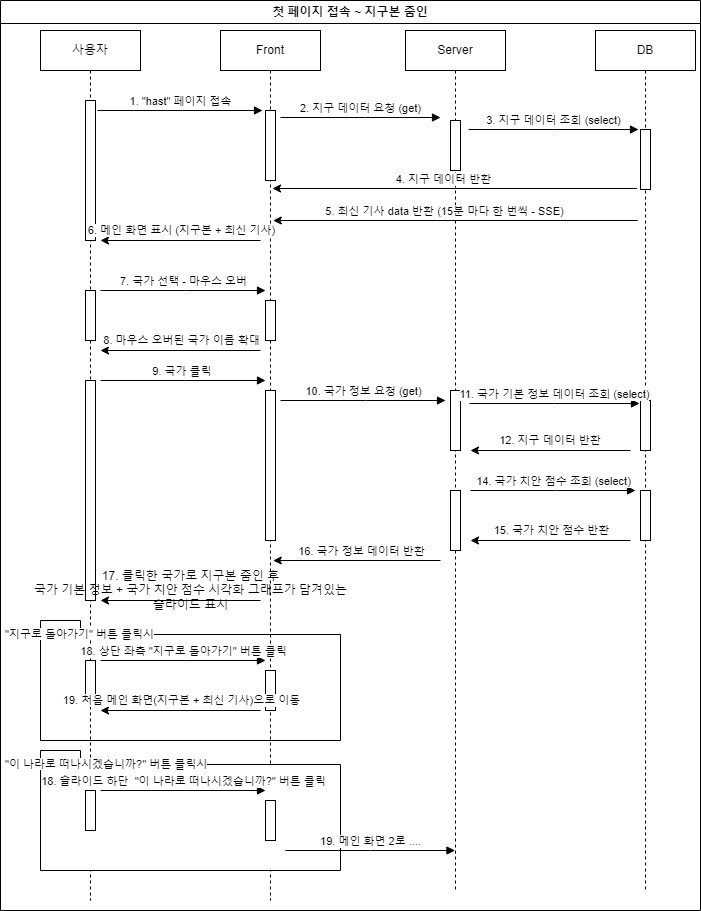 첫 페이지 접속 ~ 지구본 줌인
사용자
Front
Server
DB
1. "hast" 페이지 접속
2. 지구 데이터 요청 (get)
3. 지구 데이터 조회 (select)
4. 지구 데이터 반환
5. 최신 기사 data 반환 (15분 마다 한 번씩 - SSE)
6. 메인 화면 표시 (지구본 + 최신 기사)
7. 국가 선택 - 마우스 오버
8. 마우스 오버된 국가 이름 확대
9. 국가 클릭
10. 국가 정보 요청 (get)
11. 국가 기본 정보 데이터 조회 (select)
12. 지구 데이터 반환
14. 국가 치안 점수 조회 (select)
15. 국가 치안 점수 반환
16. 국가 정보 데이터 반환
17. 클릭한 국가로 지구본 줌인 후
국가 기본 정보 + 국가 치안 점수 시각화 그래프가 담겨있는
슬라이드 표시
"지구로 돌아가기" 버튼 클릭시
18. 상단 좌측 "지구로 돌아가기" 버튼 클릭
19. 처음 메인 화면(지구본 + 최신 기사)으로 이동
"이 나라로 떠나시겠습니까?" 버튼 클릭시
18. 슬라이드 하단 "이 나라로 떠나시겠습니까?" 버튼 클릭
19. 메인 화면 2로 ....